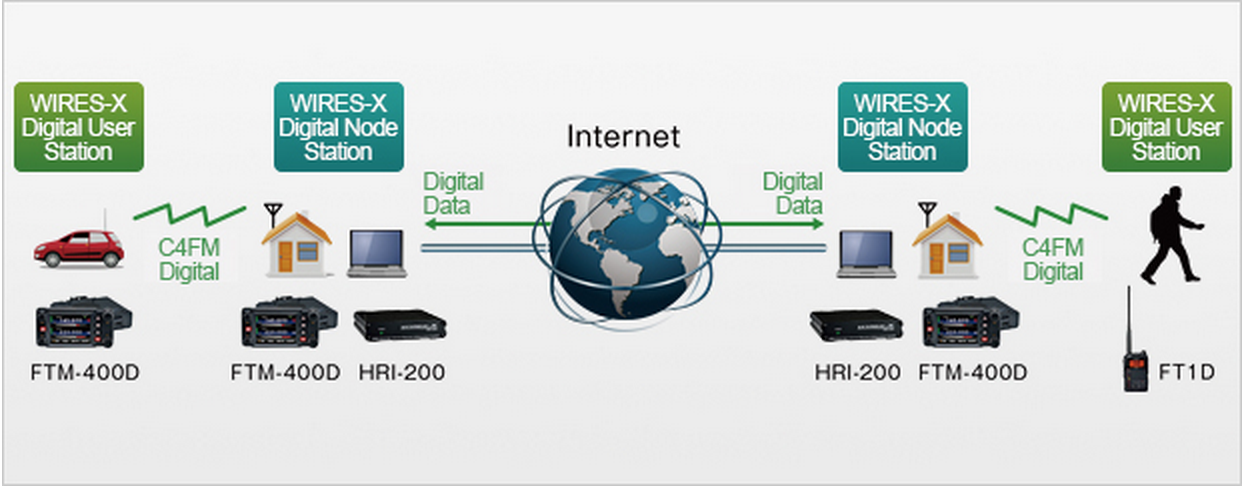 WIRES-X
Digital User
Station
WIRES-X
Digital Node
Station
Internet
WIRES-X
Digital Node
Station
WIRES-X
Digital User
Station
Digital
Data
Digital
Data
C4FM
Digital
C4FM
Digital
FTM-400D
FTM-400D
HRI-200
HRI-200
FTM-400D
FT1D